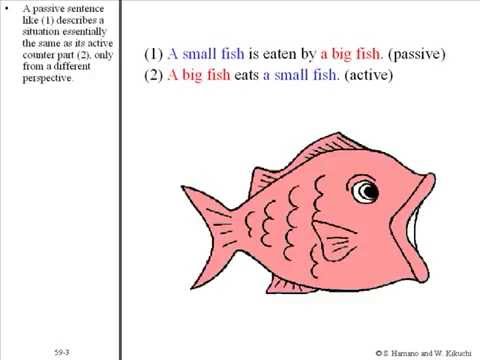 • A passive sentence
like (1) describes a
situation essentially
the same as its active
counter part (2), only
from a different
perspective.
(1) A small fish is eaten by a big fish. (passive)
(2) A big fish eats a small fish. (active)
59-3
© S. Hamano and W. Kikuchi